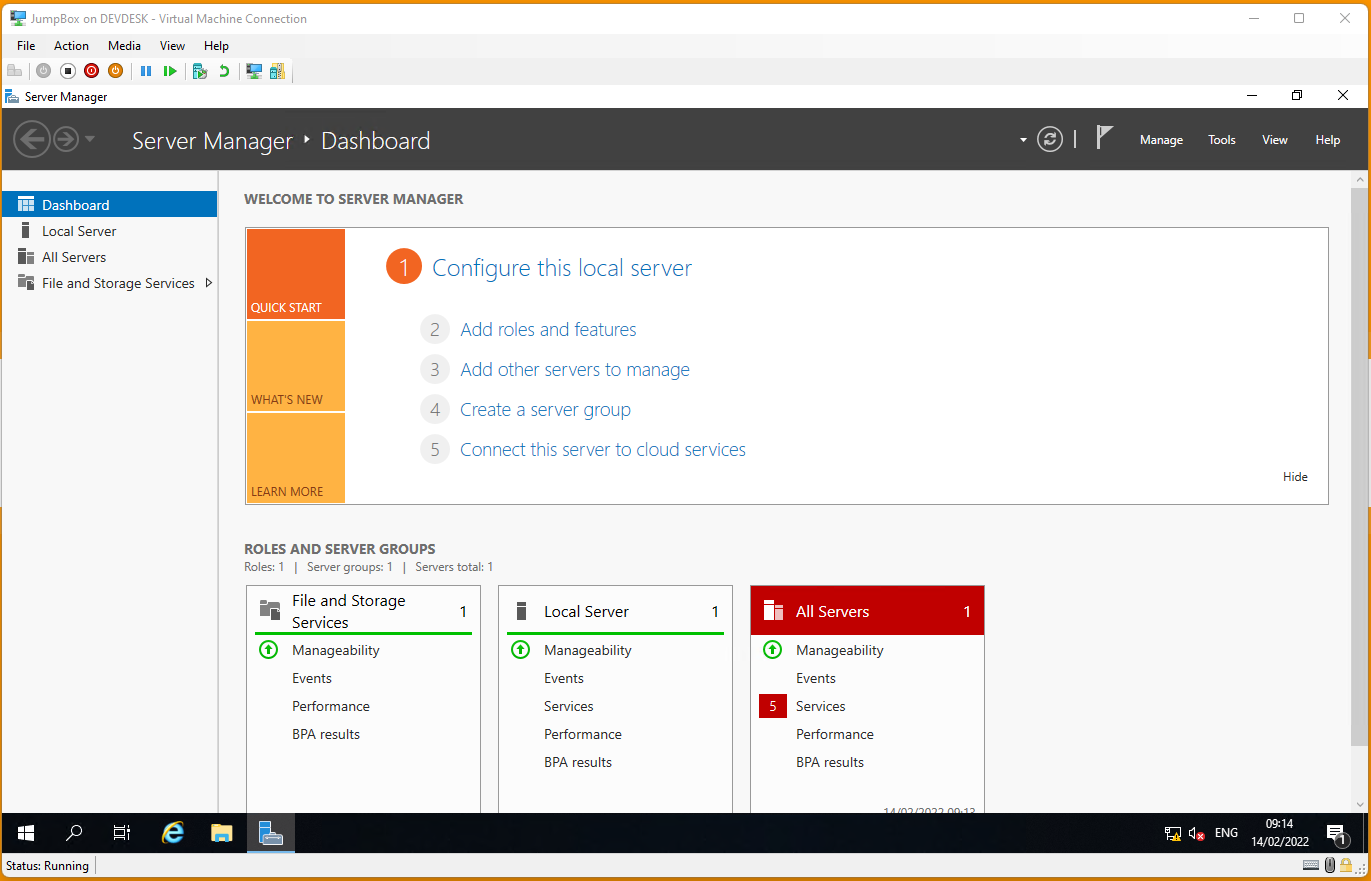 JumpBox on DEVDESK - Virtual Machine Connection
File Action Media View Help
Server Manager
Server Manager Dashboard
Manage Tools View Help
Dashboard
Local Server
All Servers
File and Storage Services
WELCOME TO SERVER MANAGER
QUICK START
WHAT'S NEW
LEARN MORE
1 Configure this local server
2 Add roles and features
3 Add other servers to manage
4 Create a server group
5 Connect this server to cloud services
Hide
ROLES AND SERVER GROUPS
Roles: 1 | Server groups: 1 | Servers total: 1
File and Storage
Services
1
Manageability
Events
Performance
BPA results
Local Server 1
Manageability
Events
Services
Performance
BPA results
All Servers 1
Manageability
Events
5 Services
Performance
BPA results
14/02/2022 09:13
ENG
09:14
14/02/2022
1
Status: Running